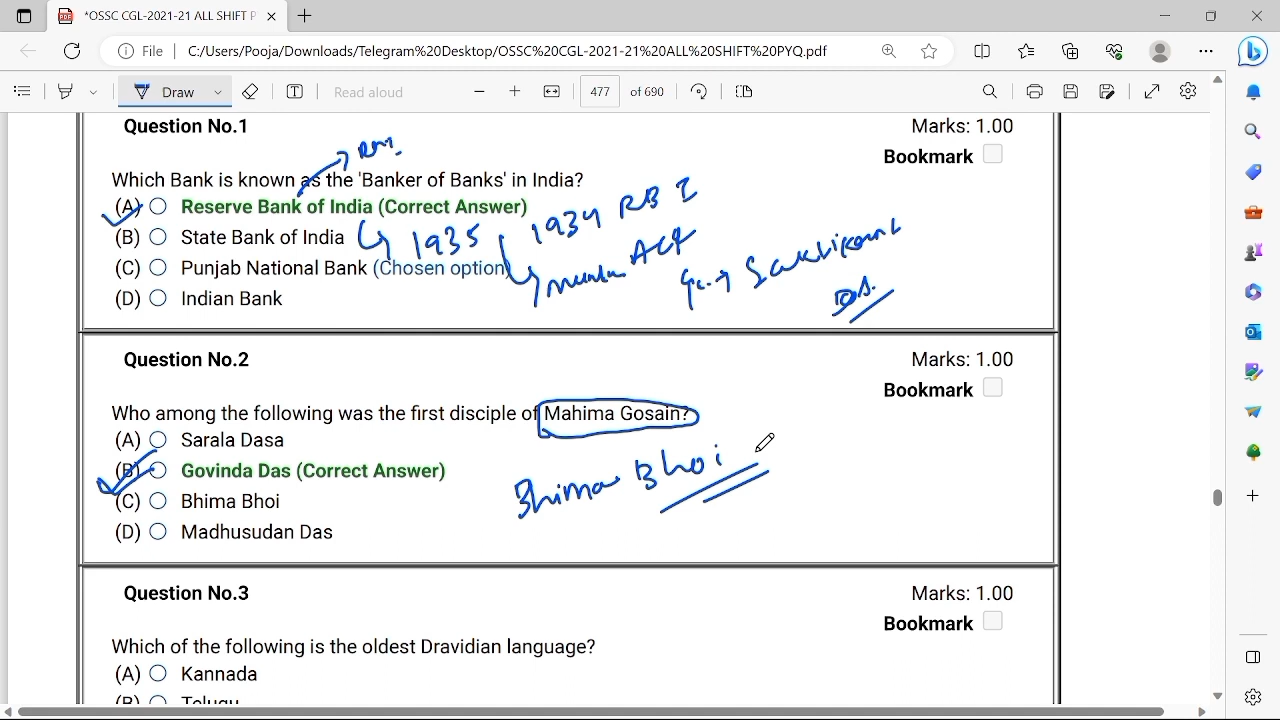 *OSSC CGL-2021-21 ALL SHIFT P
File C:/Users/Pooja/Downloads/Telegram%20Desktop/OSSC%20CGL-2021-21%20ALL%20SHIFT%20PYQ.pdf
Draw Read aloud 477 of 690
Question No.1 Marks: 1.00
Bookmark
Which Bank is known as the 'Banker of Banks' in India?
(A) Reserve Bank of India (Correct Answer)
1934 RBI
(B) State Bank of India
1935
ACT
(C) Punjab National Bank (Chosen option)
(D) Indian Bank
Question No.2 Marks: 1.00
Bookmark
Who among the following was the first disciple of Mahima Gosain?
(A) Sarala Dasa
(B) Govinda Das (Correct Answer)
Bhima Bhoi
(C) Bhima Bhoi
(D) Madhusudan Das
Question No.3 Marks: 1.00
Bookmark
Which of the following is the oldest Dravidian language?
(A) Kannada
(B) Telugu